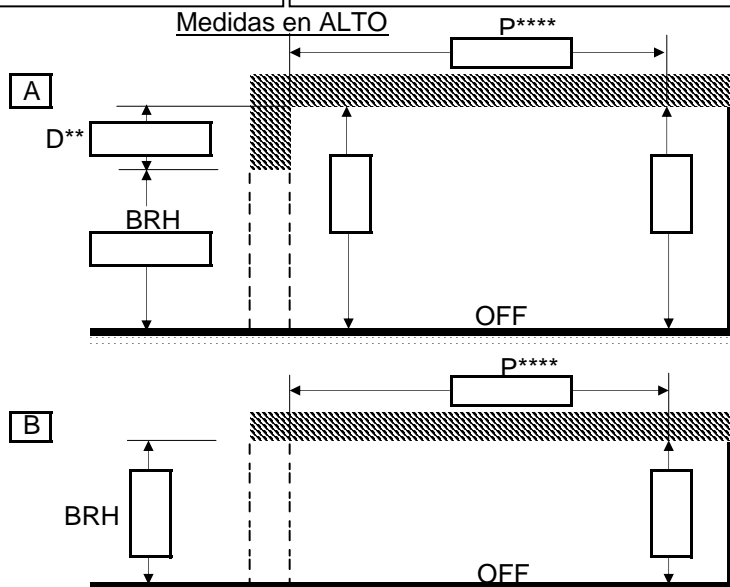 Medidas en ALTO
P****
A
D**
BRH
OFF
P****
B
BRH
OFF